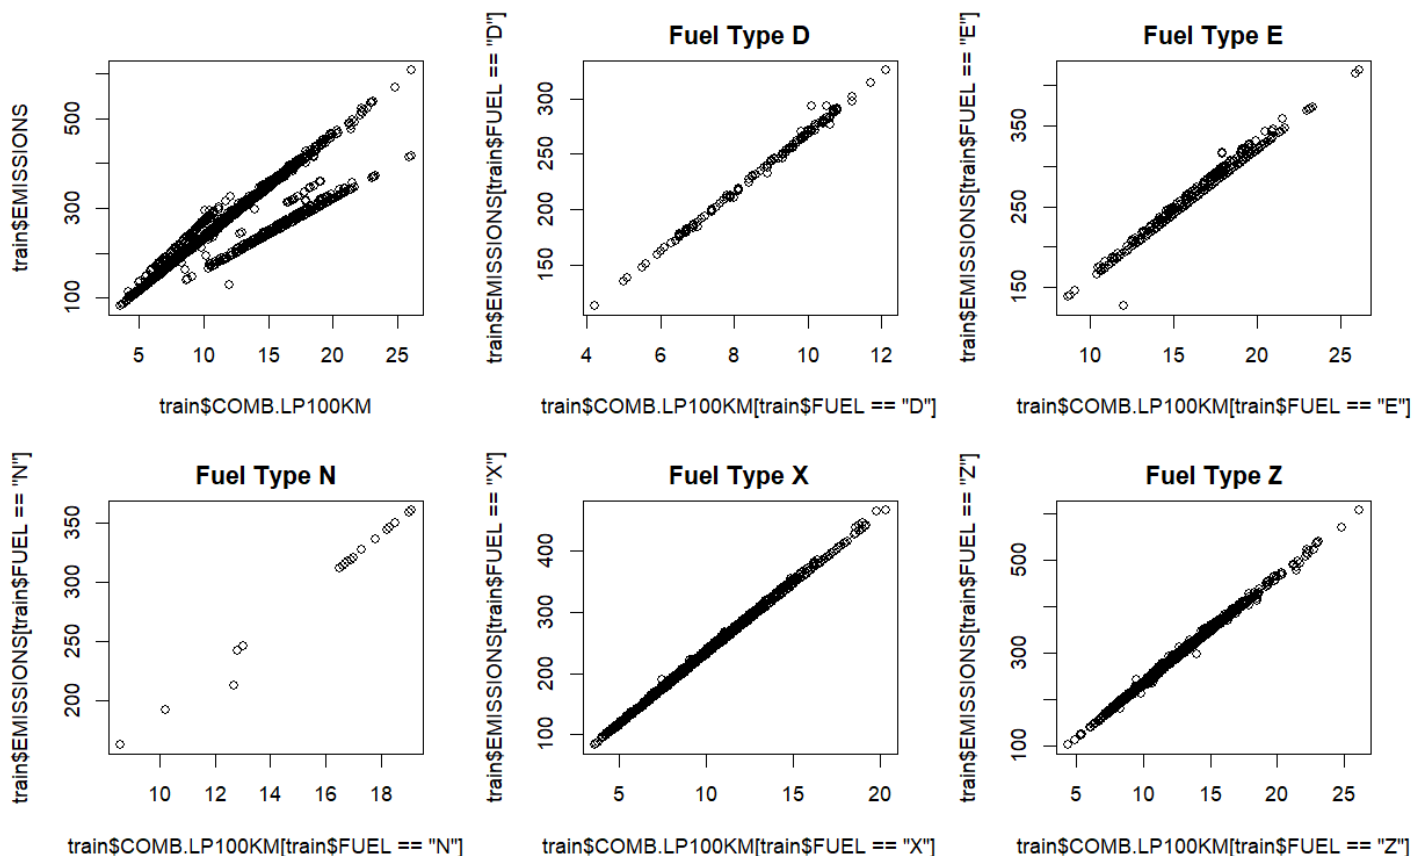 train$EMISSIONS
500
300
100
5 10 15 20 25
train$COMB.LP100KM
Fuel Type D
train$EMISSIONS[train$FUEL == "D"]
300
250
200
150
4 6 8 10 12
train$COMB.LP100KM[train$FUEL == "D"]
Fuel Type E
train$EMISSIONS[train$FUEL == "E"]
350
250
150
10 15 20 25
train$COMB.LP100KM[train$FUEL == "E"]
Fuel Type N
train$EMISSIONS[train$FUEL == "N"]
350
300
250
200
10 12 14 16 18
train$COMB.LP100KM[train$FUEL == "N"]
Fuel Type X
train$EMISSIONS[train$FUEL == "X"]
400
300
200
100
5 10 15 20
train$COMB.LP100KM[train$FUEL == "X"]
Fuel Type Z
train$EMISSIONS[train$FUEL == "Z"]
500
300
100
5 10 15 20 25
train$COMB.LP100KM[train$FUEL == "Z"]